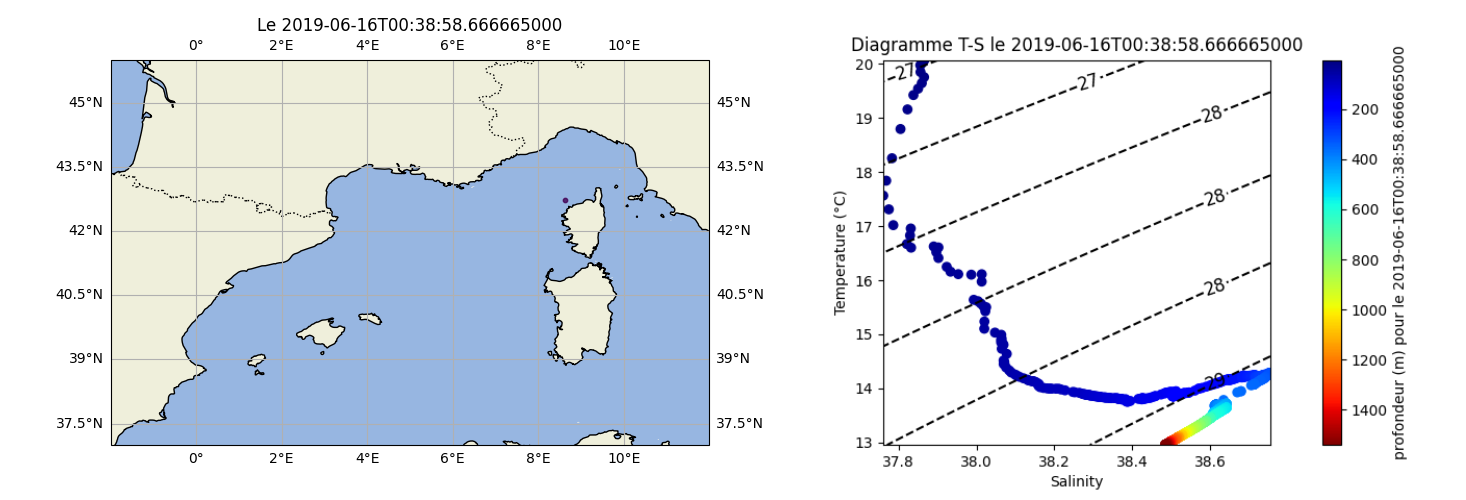 Le 2019-06-16T00:38:58.666665000
0° 2°E 4°E 6°E 8°E 10°E
45°N 45°N
43.5°N 43.5°N
42°N 42°N
40.5°N 40.5°N
39°N 39°N
37.5°N 37.5°N
0° 2°E 4°E 6°E 8°E 10°E
Diagramme T-S le 2019-06-16T00:38:58.666665000
Temperature (°C)
20
19
18
17
16
15
14
13
27
27
28
28
28
29
37.8 38.0 38.2 38.4 38.6
Salinity
200
400
600
800
1000
1200
1400
profondeur (m) pour le 2019-06-16T00:38:58.666665000